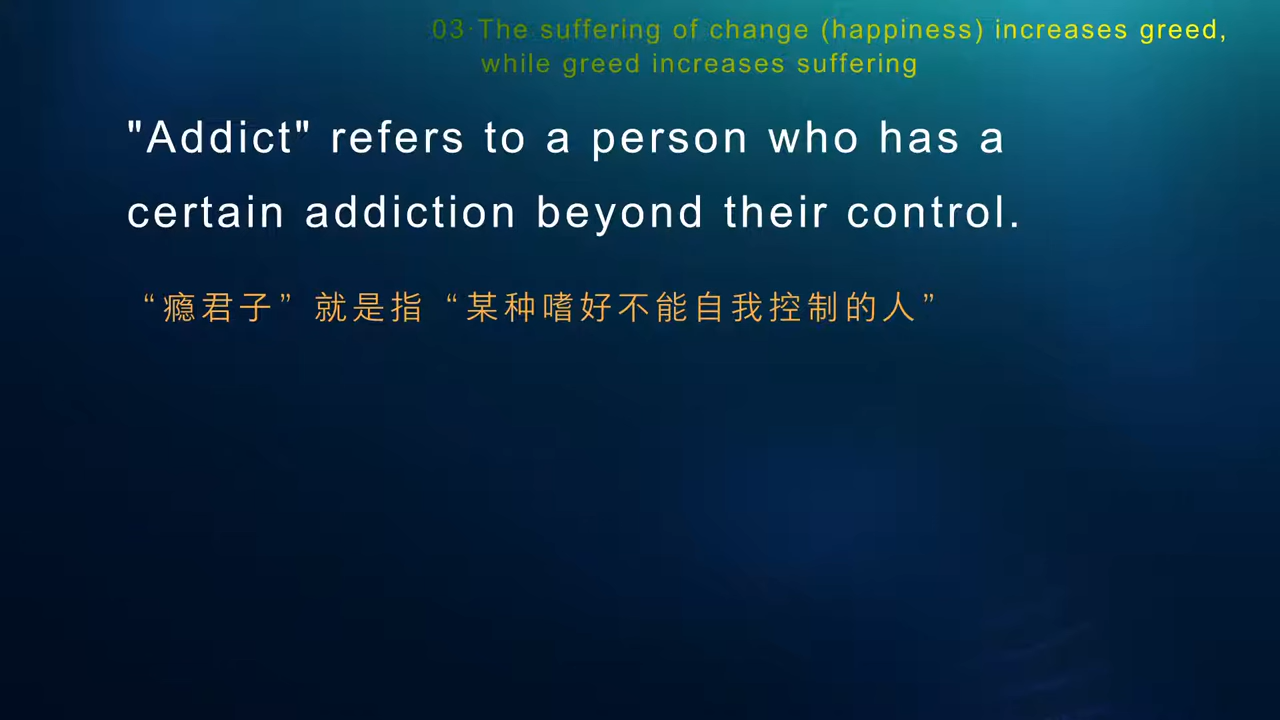 03·The suffering of change (happiness) increases greed,
while greed increases suffering
"Addict" refers to a person who has a
certain addiction beyond their control.
“瘾君子”就是指“某种嗜好不能自我控制的人”